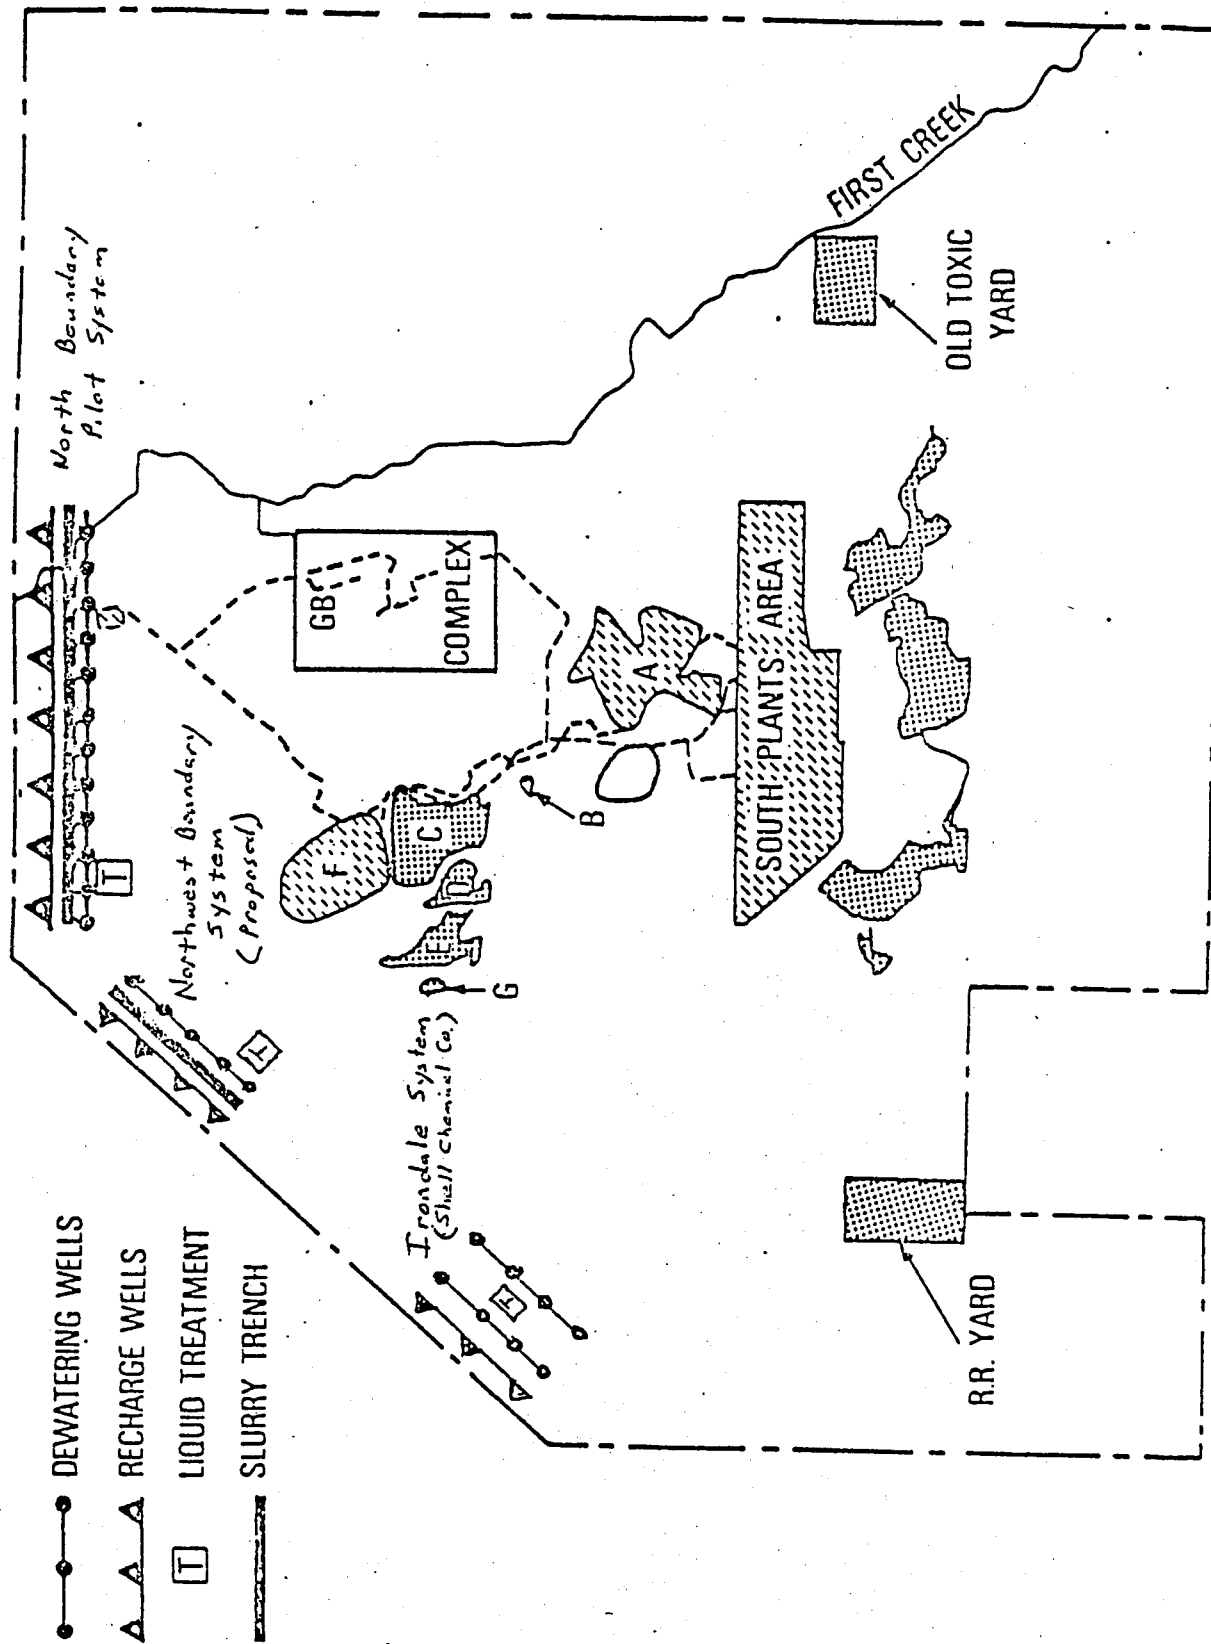 DEWATERING WELLS
RECHARGE WELLS
T
LIQUID TREATMENT
SLURRY TRENCH
North Boundary
Pilot System
T
Northwest Boundary
System
(Proposed)
T
Irondale System
(Shell Chemical Co.)
T
GB
COMPLEX
F
C
D
E
G
B
A
SOUTH PLANTS AREA
FIRST CREEK
OLD TOXIC
YARD
R.R. YARD